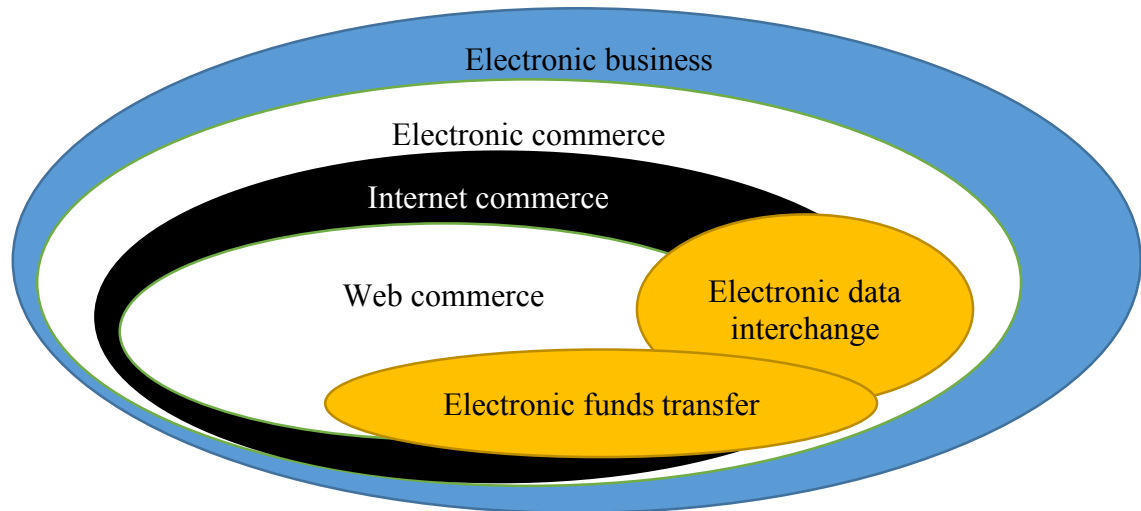 Electronic business
Electronic commerce
Internet commerce
Web commerce
Electronic data
interchange
Electronic funds transfer